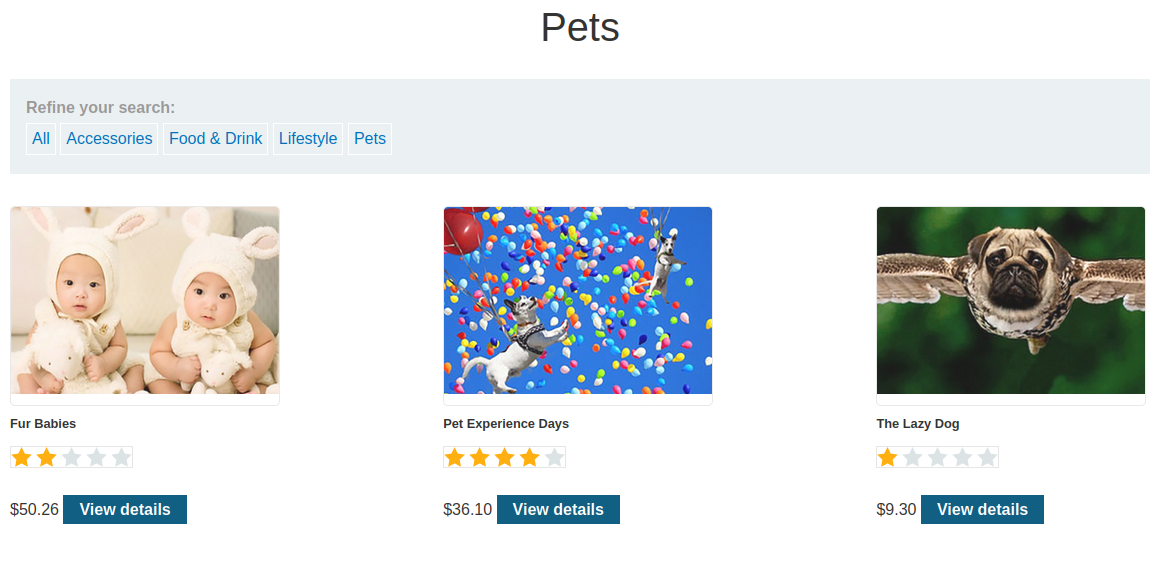 Pets
Refine your search:
All Accessories Food & Drink Lifestyle Pets
Fur Babies Pet Experience Days The Lazy Dog
$50.26 View details $36.10 View details $9.30 View details